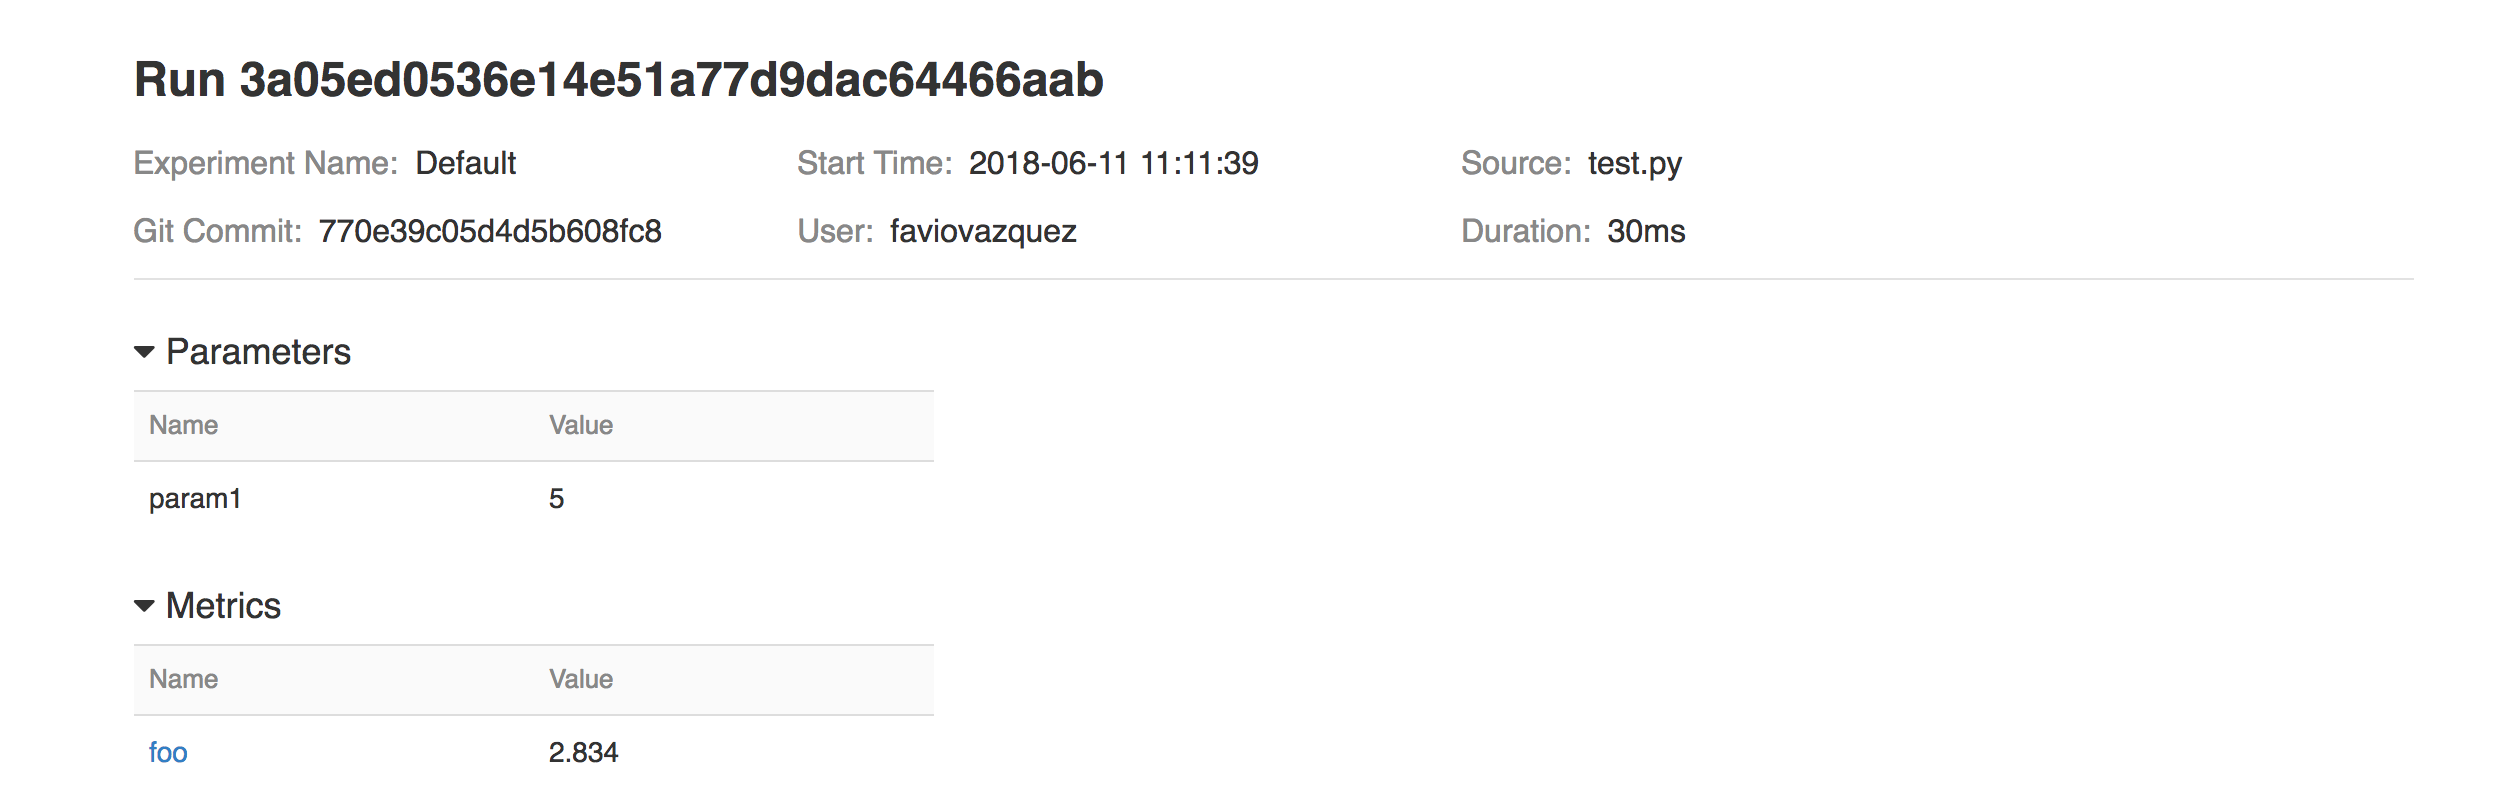 Run 3a05ed0536e14e51a77d9dac64466aab
Experiment Name: Default Start Time: 2018-06-11 11:11:39 Source: test.py
Git Commit: 770e39c05d4d5b608fc8 User: faviovazquez Duration: 30ms
Parameters
Name Value
param1 5
Metrics
Name Value
foo 2.834